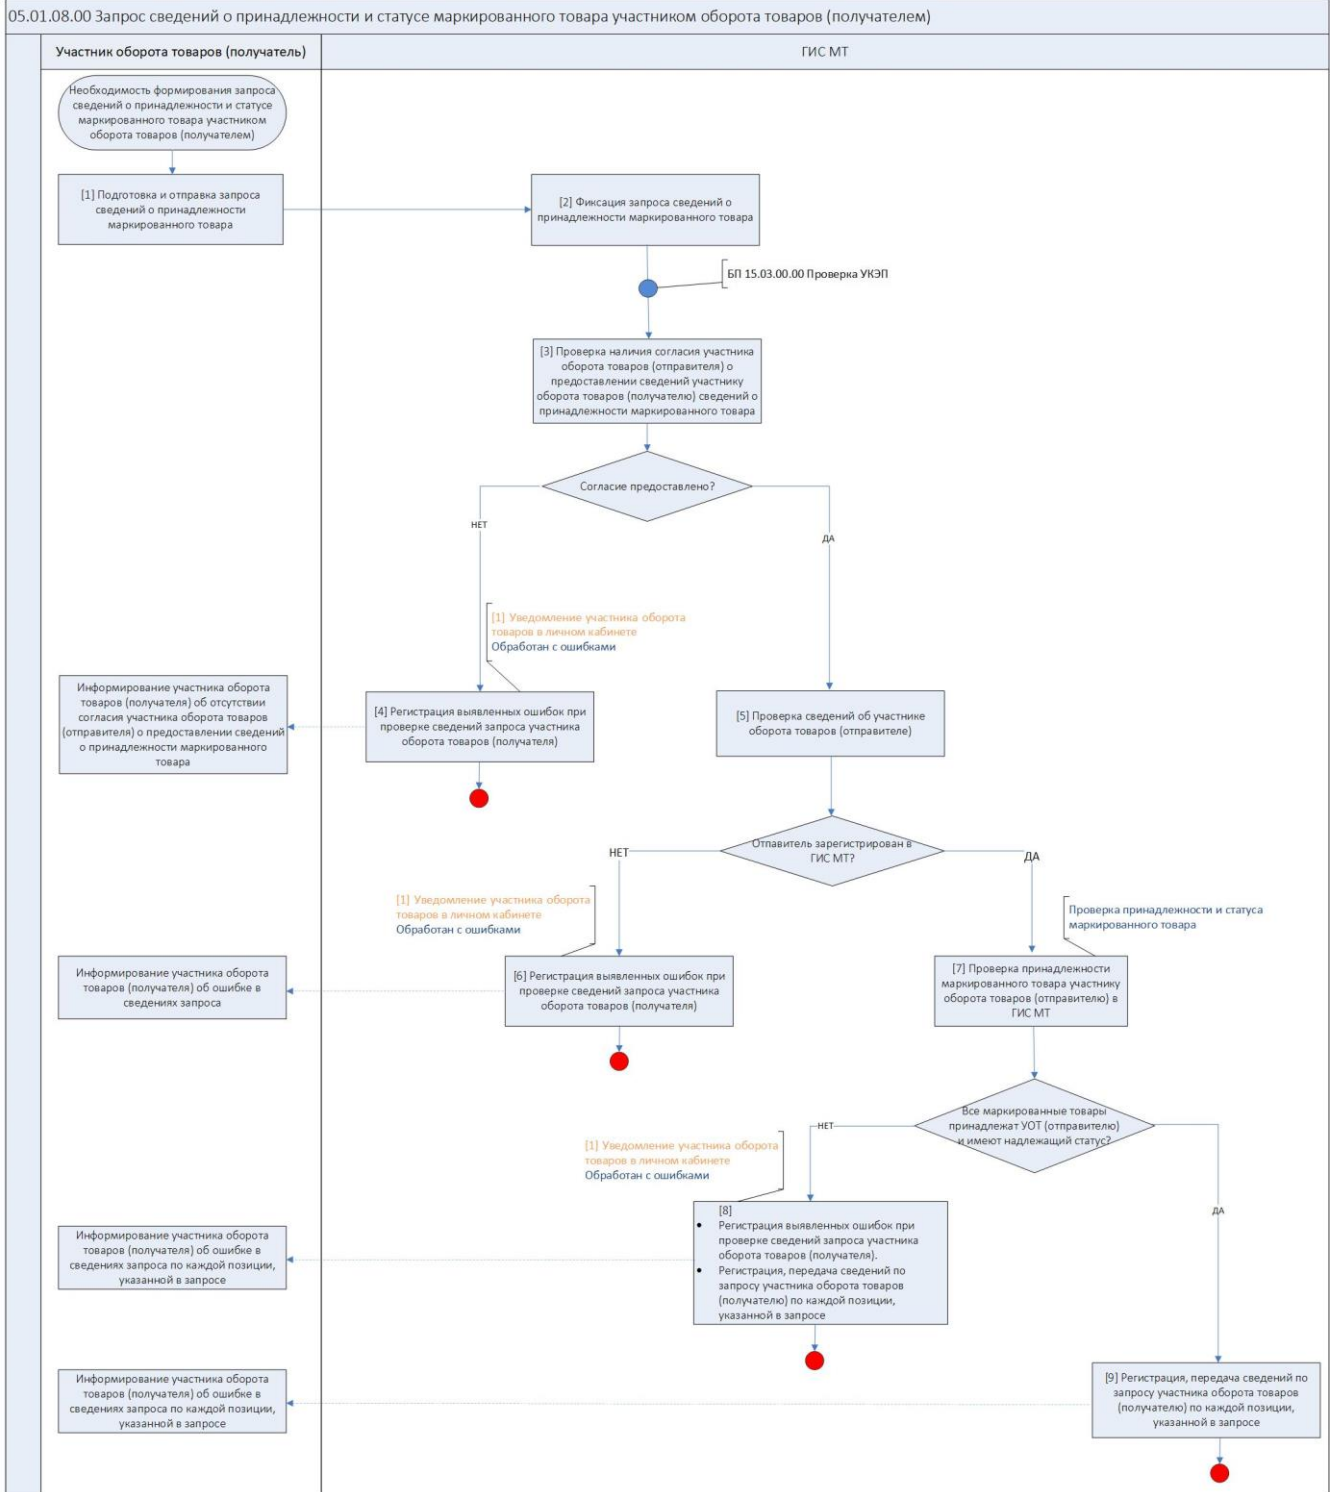 05.01.08.00 Запрос сведений о принадлежности и статусе маркированного товара участником оборота товаров (получателем)
Участник оборота товаров (получатель)
ГИС МТ
Необходимость формирования запроса
сведений о принадлежности и статусе
маркированного товара участником
оборота товаров (получателем)
[1] Подготовка и отправка запроса
сведений о принадлежности
маркированного товара
[2] Фиксация запроса сведений о
принадлежности маркированного товара
БП 15.03.00.00 Проверка УКЭП
[3] Проверка наличия согласия участника
оборота товаров (отправителя) о
предоставлении сведений участнику
оборота товаров (получателю) сведений о
принадлежности маркированного товара
Согласие предоставлено?
НЕТ
ДА
[1] Уведомление участника оборота
товаров в личном кабинете
Обработан с ошибками
Информирование участника оборота
товаров (получателя) об отсутствии
согласия участника оборота товаров
(отправителя) о предоставлении сведений
о принадлежности маркированного
товара
[4] Регистрация выявленных ошибок при
проверке сведений запроса участника
оборота товаров (получателя)
[5] Проверка сведений об участнике
оборота товаров (отправителе)
Отпавитель зарегистрирован в
ГИС МТ?
НЕТ
ДА
[1] Уведомление участника оборота
товаров в личном кабинете
Обработан с ошибками
Проверка принадлежности и статуса
маркированного товара
Информирование участника оборота
товаров (получателя) об ошибке в
сведениях запроса
[6] Регистрация выявленных ошибок при
проверке сведений запроса участника
оборота товаров (получателя)
[7] Проверка принадлежности
маркированного товара участнику
оборота товаров (отправителю) в
ГИС МТ
Все маркированные товары
принадлежат УОТ (отправителю)
и имеют надлежащий статус?
НЕТ
ДА
[1] Уведомление участника оборота
товаров в личном кабинете
Обработан с ошибками
Информирование участника оборота
товаров (получателя) об ошибке в
сведениях запроса по каждой позиции,
указанной в запросе
[8]
• Регистрация выявленных ошибок при
проверке сведений запроса участника
оборота товаров (получателя).
• Регистрация, передача сведений по
запросу участника оборота товаров
(получателю) по каждой позиции,
указанной в запросе
Информирование участника оборота
товаров (получателя) об ошибке в
сведениях запроса по каждой позиции,
указанной в запросе
[9] Регистрация, передача сведений по
запросу участника оборота товаров
(получателю) по каждой позиции,
указанной в запросе